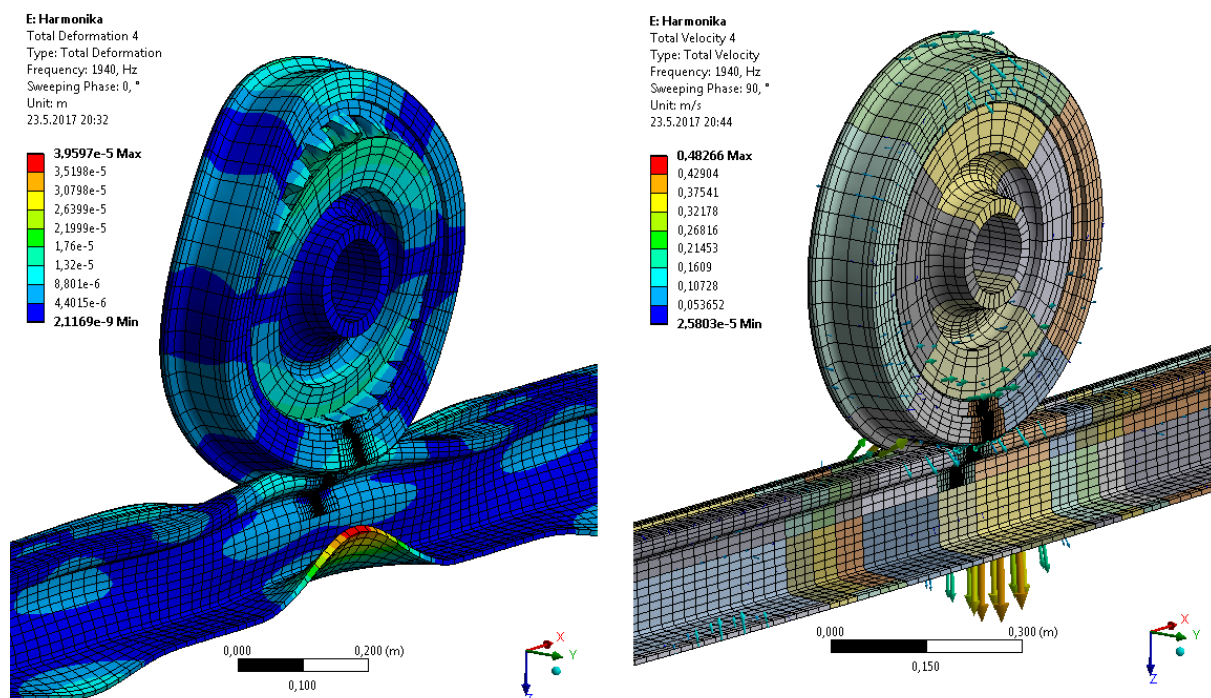 E: Harmonika
Total Deformation 4
Type: Total Deformation
Frequency: 1940, Hz
Sweeping Phase: 0, °
Unit: m
23.5.2017 20:32
3,9597e-5 Max
3,5198e-5
3,0798e-5
2,6399e-5
2,1999e-5
1,76e-5
1,32e-5
8,801e-6
4,4015e-6
2,1169e-9 Min
0,000
0,200 (m)
0,100
X
Y
Z
E: Harmonika
Total Velocity 4
Type: Total Velocity
Frequency: 1940, Hz
Sweeping Phase: 90, °
Unit: m/s
23.5.2017 20:44
0,48266 Max
0,42904
0,37541
0,32178
0,26816
0,21453
0,1609
0,10728
0,053652
2,5803e-5 Min
0,000
0,300 (m)
0,150
X
Y
Z